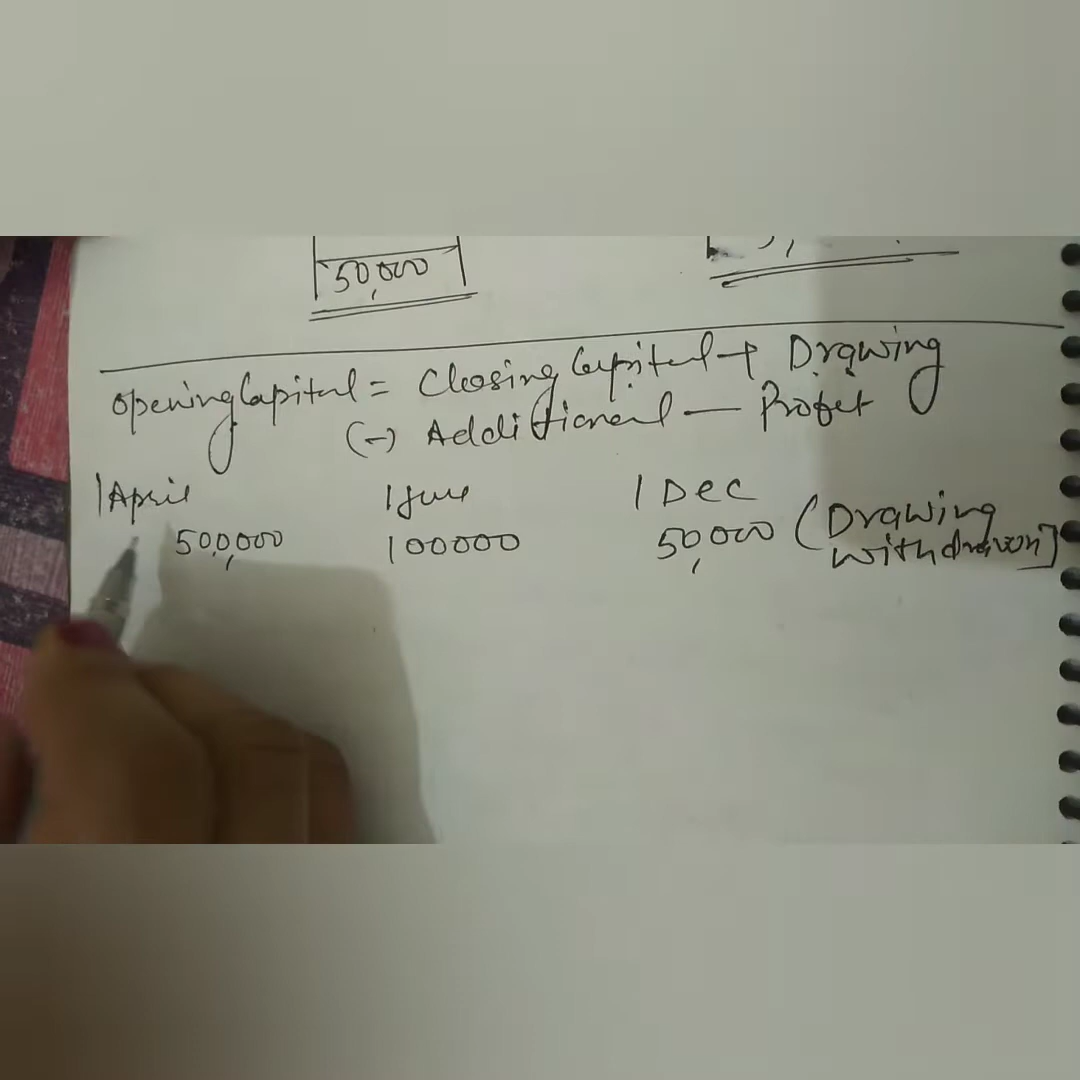 50,000
Opening Capital = Closing Capital + Drawing
(-) Additional - Profit
1 April 1 June 1 Dec
500,000 100000 50,000 (Drawing
withdrawn]